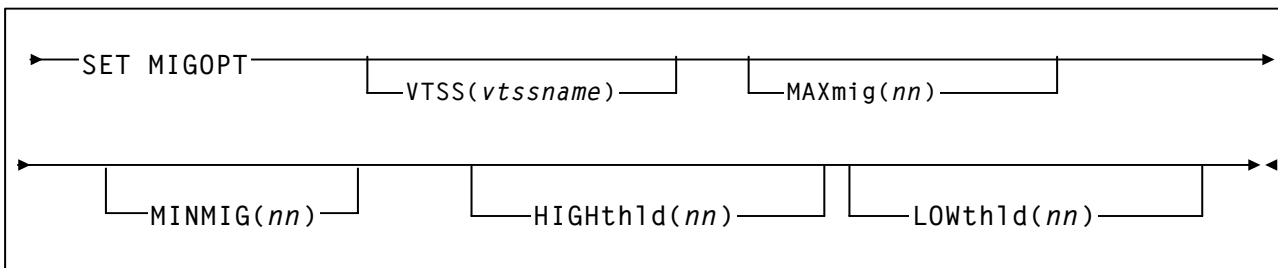 SET MIGOPT
VTSS(vtssname)
MAXmig(nn)
MINMIG(nn)
HIGHthld(nn)
LOWthld(nn)